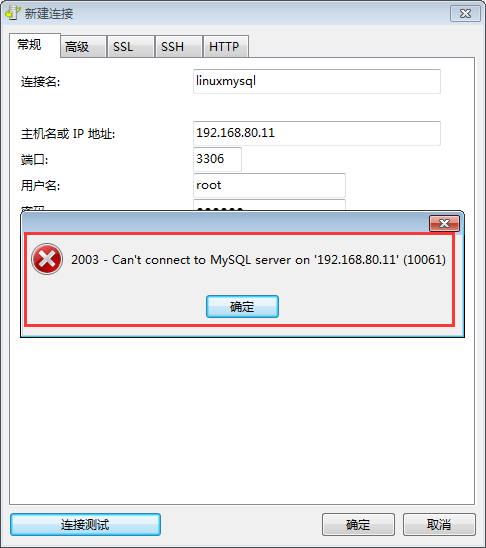 新建连接
常规 高级 SSL SSH HTTP
连接名: linuxmysql
主机名或 IP 地址: 192.168.80.11
端口: 3306
用户名: root
2003 - Can't connect to MySQL server on '192.168.80.11' (10061)
确定
连接测试 确定 取消